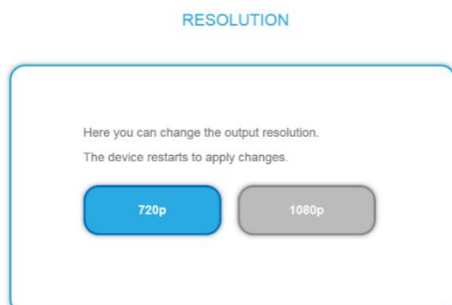 RESOLUTION
Here you can change the output resolution.
The device restarts to apply changes.
720p
1080p